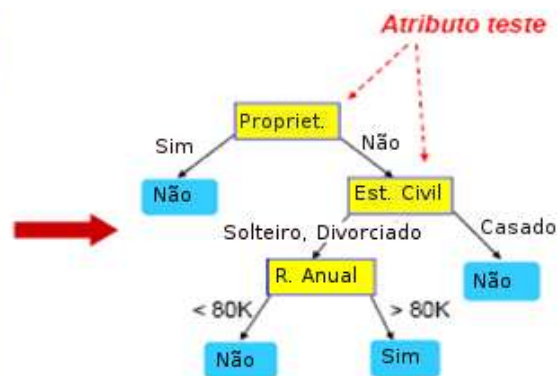 Atributo teste
Propriet.
Sim
Não
Não
Est. Civil
Solteiro, Divorciado
Casado
R. Anual
Não
< 80K
> 80K
Não
Sim